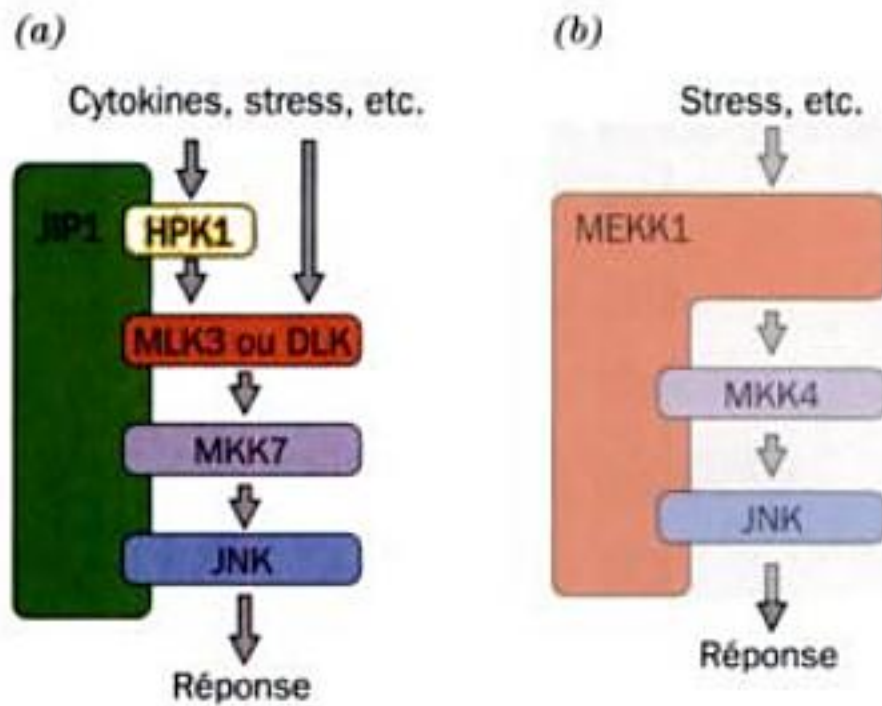 (a)
Cytokines, stress, etc.
JIP1
HPK1
MLK3 ou DLK
MKK7
JNK
Réponse
(b)
Stress, etc.
MEKK1
MKK4
JNK
Réponse